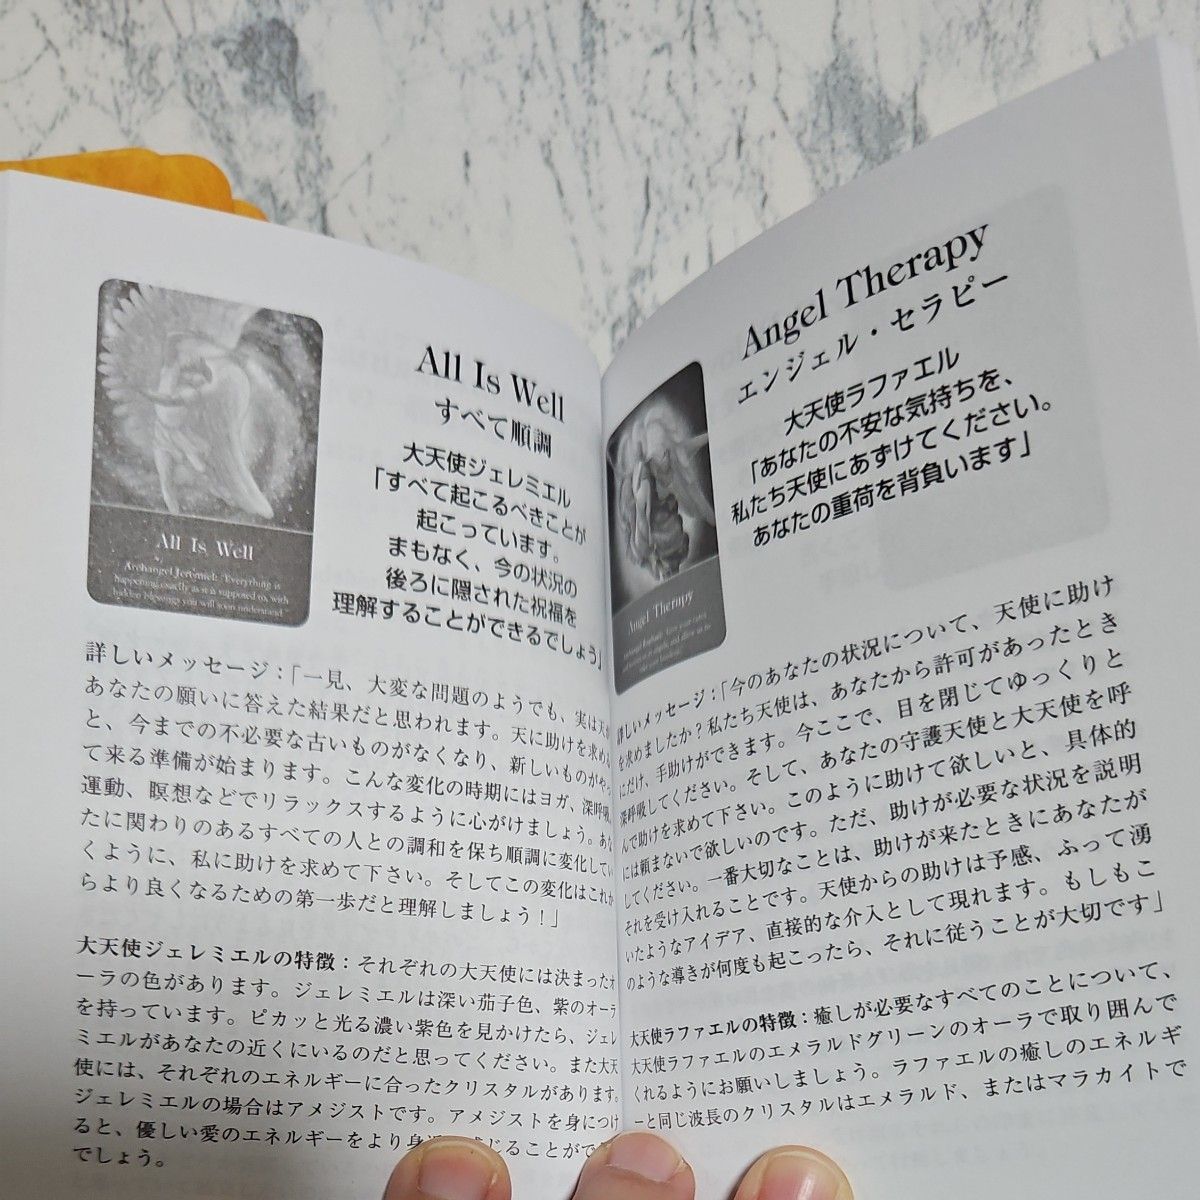 All Is Well
Archangel Jeremiel: "Everything is
happening exactly as it is supposed to, with
hidden blessings you will soon understand."
All Is Well
すべて順調
大天使ジェレミエル
「すべて起こるべきことが
起こっています。
まもなく、今の状況の
後ろに隠された祝福を
理解することができるでしょう」
詳しいメッセージ：「一見、大変な問題のようでも、実は天が
あなたの願いに答えた結果だと思われます。天に助けを求める
と、今までの不必要な古いものがなくなり、新しいものがやっ
て来る準備が始まります。こんな変化の時期にはヨガ、深呼吸、
運動、瞑想などでリラックスするように心がけましょう。あな
たに関わりのあるすべての人との調和を保ち順調に変化してい
くように、私に助けを求めて下さい。そしてこの変化はこれか
らより良くなるための第一歩だと理解しましょう！」
大天使ジェレミエルの特徴：それぞれの大天使には決まったオ
ーラの色があります。ジェレミエルは深い茄子色、紫のオーラ
を持っています。ピカッと光る濃い紫色を見かけたら、ジェレ
ミエルがあなたの近くにいるのだと思ってください。また大天
使には、それぞれのエネルギーに合ったクリスタルがあります。
ジェレミエルの場合はアメジストです。アメジストを身につけ
ると、優しい愛のエネルギーをより身近に感じることができる
でしょう。
Angel Therapy
Angel Therapy
エンジェル・セラピー
大天使ラファエル
「あなたの不安な気持ちを、
私たち天使にあずけてください。
あなたの重荷を背負います」
詳しいメッセージ：「今のあなたの状況について、天使に助け
を求めましたか？私たち天使は、あなたから許可があったとき
にだけ、手助けができます。今ここで、目を閉じてゆっくりと
深呼吸してください。そして、あなたの守護天使と大天使を呼
んで助けを求めて下さい。このように助けて欲しいと、具体的
には頼まないで欲しいのです。ただ、助けが必要な状況を説明
してください。一番大切なことは、助けが来たときにあなたが
それを受け入れることです。天使からの助けは予感、ふって湧
いたようなアイデア、直接的な介入として現れます。もしもこ
のような導きが何度も起こったら、それに従うことが大切です」
大天使ラファエルの特徴：癒しが必要なすべてのことについて、
大天使ラファエルのエメラルドグリーンのオーラで取り囲んで
くれるようにお願いしましょう。ラファエルの癒しのエネルギ
ーと同じ波長のクリスタルはエメラルド、またはマラカイトで